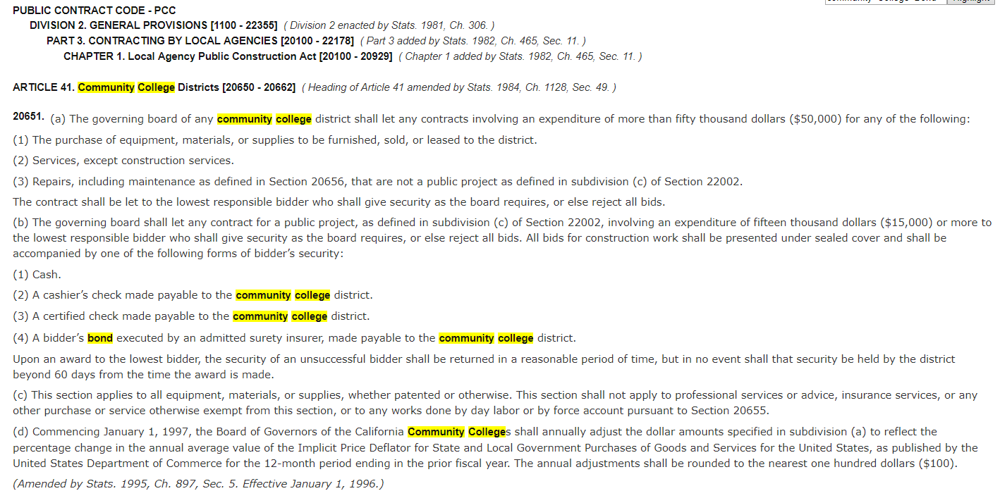 PUBLIC CONTRACT CODE - PCC
DIVISION 2. GENERAL PROVISIONS [1100 - 22355] ( Division 2 enacted by Stats. 1981, Ch. 306. )
PART 3. CONTRACTING BY LOCAL AGENCIES [20100 - 22178] ( Part 3 added by Stats. 1982, Ch. 465, Sec. 11. )
CHAPTER 1. Local Agency Public Construction Act [20100 - 20929] ( Chapter 1 added by Stats. 1982, Ch. 465, Sec. 11. )
ARTICLE 41. Community College Districts [20650 - 20662] ( Heading of Article 41 amended by Stats. 1984, Ch. 1128, Sec. 49. )
20651. (a) The governing board of any community college district shall let any contracts involving an expenditure of more than fifty thousand dollars ($50,000) for any of the following:
(1) The purchase of equipment, materials, or supplies to be furnished, sold, or leased to the district.
(2) Services, except construction services.
(3) Repairs, including maintenance as defined in Section 20656, that are not a public project as defined in subdivision (c) of Section 22002.
The contract shall be let to the lowest responsible bidder who shall give security as the board requires, or else reject all bids.
(b) The governing board shall let any contract for a public project, as defined in subdivision (c) of Section 22002, involving an expenditure of fifteen thousand dollars ($15,000) or more to
the lowest responsible bidder who shall give security as the board requires, or else reject all bids. All bids for construction work shall be presented under sealed cover and shall be
accompanied by one of the following forms of bidder's security:
(1) Cash.
(2) A cashier's check made payable to the community college district.
(3) A certified check made payable to the community college district.
(4) A bidder's bond executed by an admitted surety insurer, made payable to the community college district.
Upon an award to the lowest bidder, the security of an unsuccessful bidder shall be returned in a reasonable period of time, but in no event shall that security be held by the district
beyond 60 days from the time the award is made.
(c) This section applies to all equipment, materials, or supplies, whether patented or otherwise. This section shall not apply to professional services or advice, insurance services, or any
other purchase or service otherwise exempt from this section, or to any works done by day labor or by force account pursuant to Section 20655.
(d) Commencing January 1, 1997, the Board of Governors of the California Community Colleges shall annually adjust the dollar amounts specified in subdivision (a) to reflect the
percentage change in the annual average value of the Implicit Price Deflator for State and Local Government Purchases of Goods and Services for the United States, as published by the
United States Department of Commerce for the 12-month period ending in the prior fiscal year. The annual adjustments shall be rounded to the nearest one hundred dollars ($100).
(Amended by Stats. 1995, Ch. 897, Sec. 5. Effective January 1, 1996.)